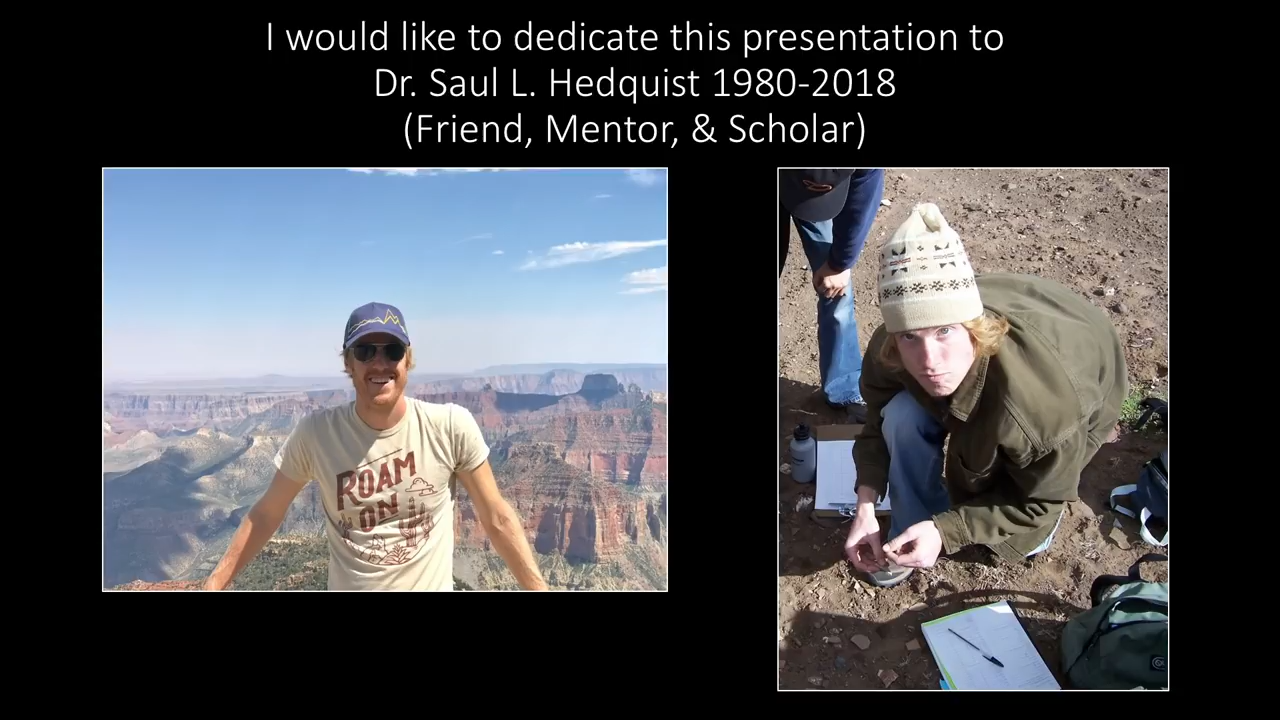 I would like to dedicate this presentation to
Dr. Saul L. Hedquist 1980-2018
(Friend, Mentor, & Scholar)
ROAM
ON